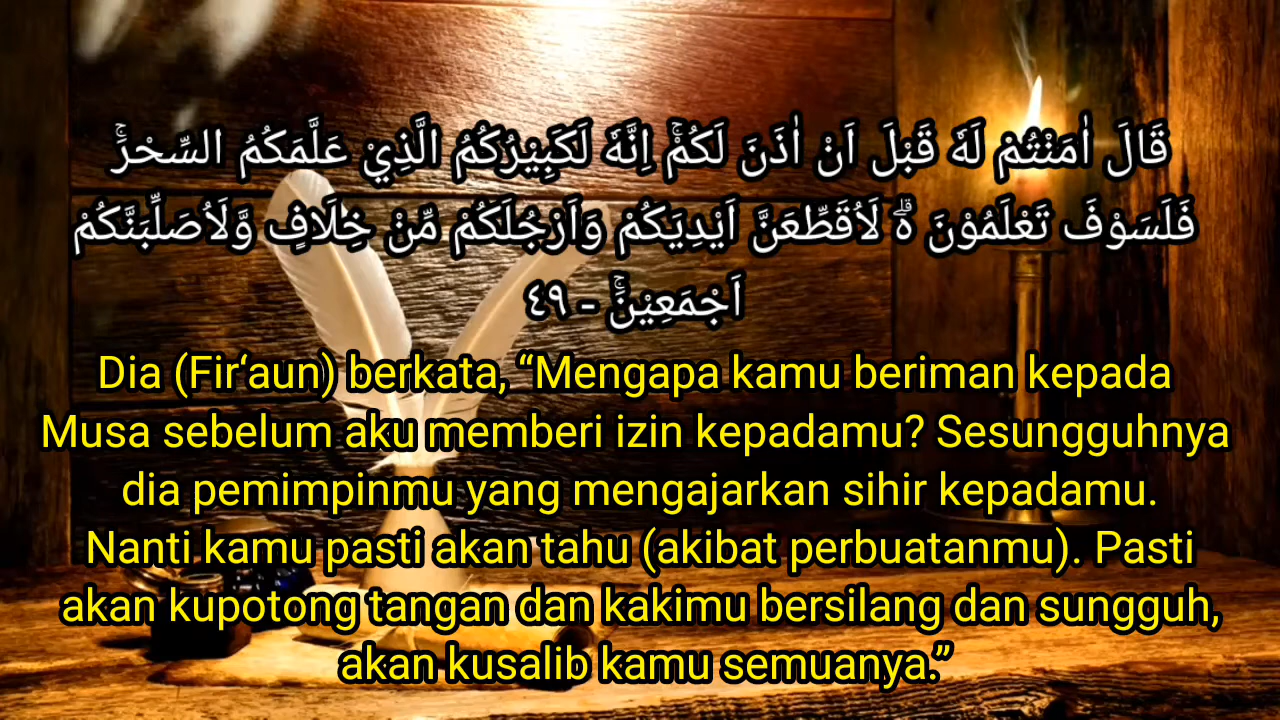 قَالَ اٰمَنْتُمْ لَهٗ قَبْلَ اَنْ اٰذَنَ لَكُمْۚ اِنَّهٗ لَكَبِيْرُكُمُ الَّذِيْ عَلَّمَكُمُ السِّحْرَۚ
فَلَسَوْفَ تَعْلَمُوْنَ ەۗ لَاُقَطِّعَنَّ اَيْدِيَكُمْ وَاَرْجُلَكُمْ مِّنْ خِلَافٍ وَّلَاُصَلِّبَنَّكُمْ
اَجْمَعِيْنَۚ - ٤٩
Dia (Fir‘aun) berkata, “Mengapa kamu beriman kepada
Musa sebelum aku memberi izin kepadamu? Sesungguhnya
dia pemimpinmu yang mengajarkan sihir kepadamu.
Nanti kamu pasti akan tahu (akibat perbuatanmu). Pasti
akan kupotong tangan dan kakimu bersilang dan sungguh,
akan kusalib kamu semuanya.”